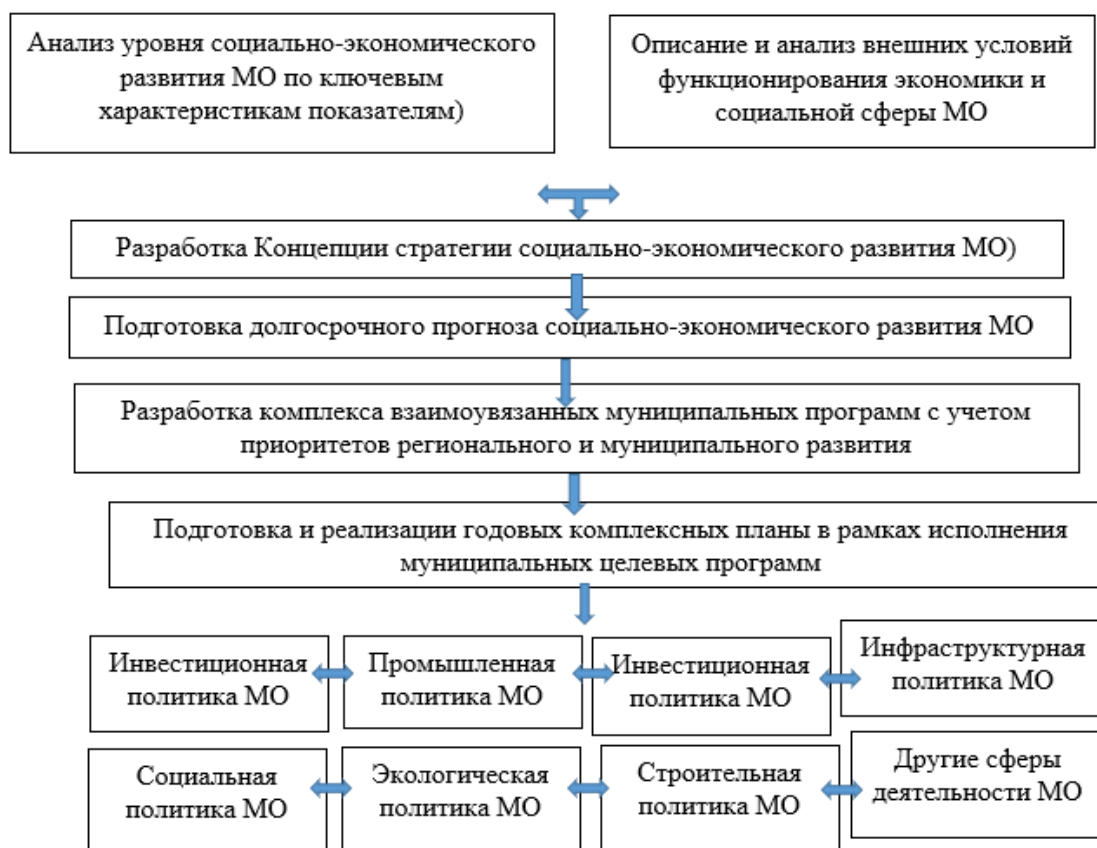 Анализ уровня социально-экономического
развития МО по ключевым
характеристикам показателям)
Описание и анализ внешних условий
функционирования экономики и
социальной сферы МО
Разработка Концепции стратегии социально-экономического развития МО)
Подготовка долгосрочного прогноза социально-экономического развития МО
Разработка комплекса взаимоувязанных муниципальных программ с учетом
приоритетов регионального и муниципального развития
Подготовка и реализации годовых комплексных планы в рамках исполнения
муниципальных целевых программ
Инвестиционная
политика МО
Промышленная
политика МО
Инвестиционная
политика МО
Инфраструктурная
политика МО
Социальная
политика МО
Экологическая
политика МО
Строительная
политика МО
Другие сферы
деятельности МО